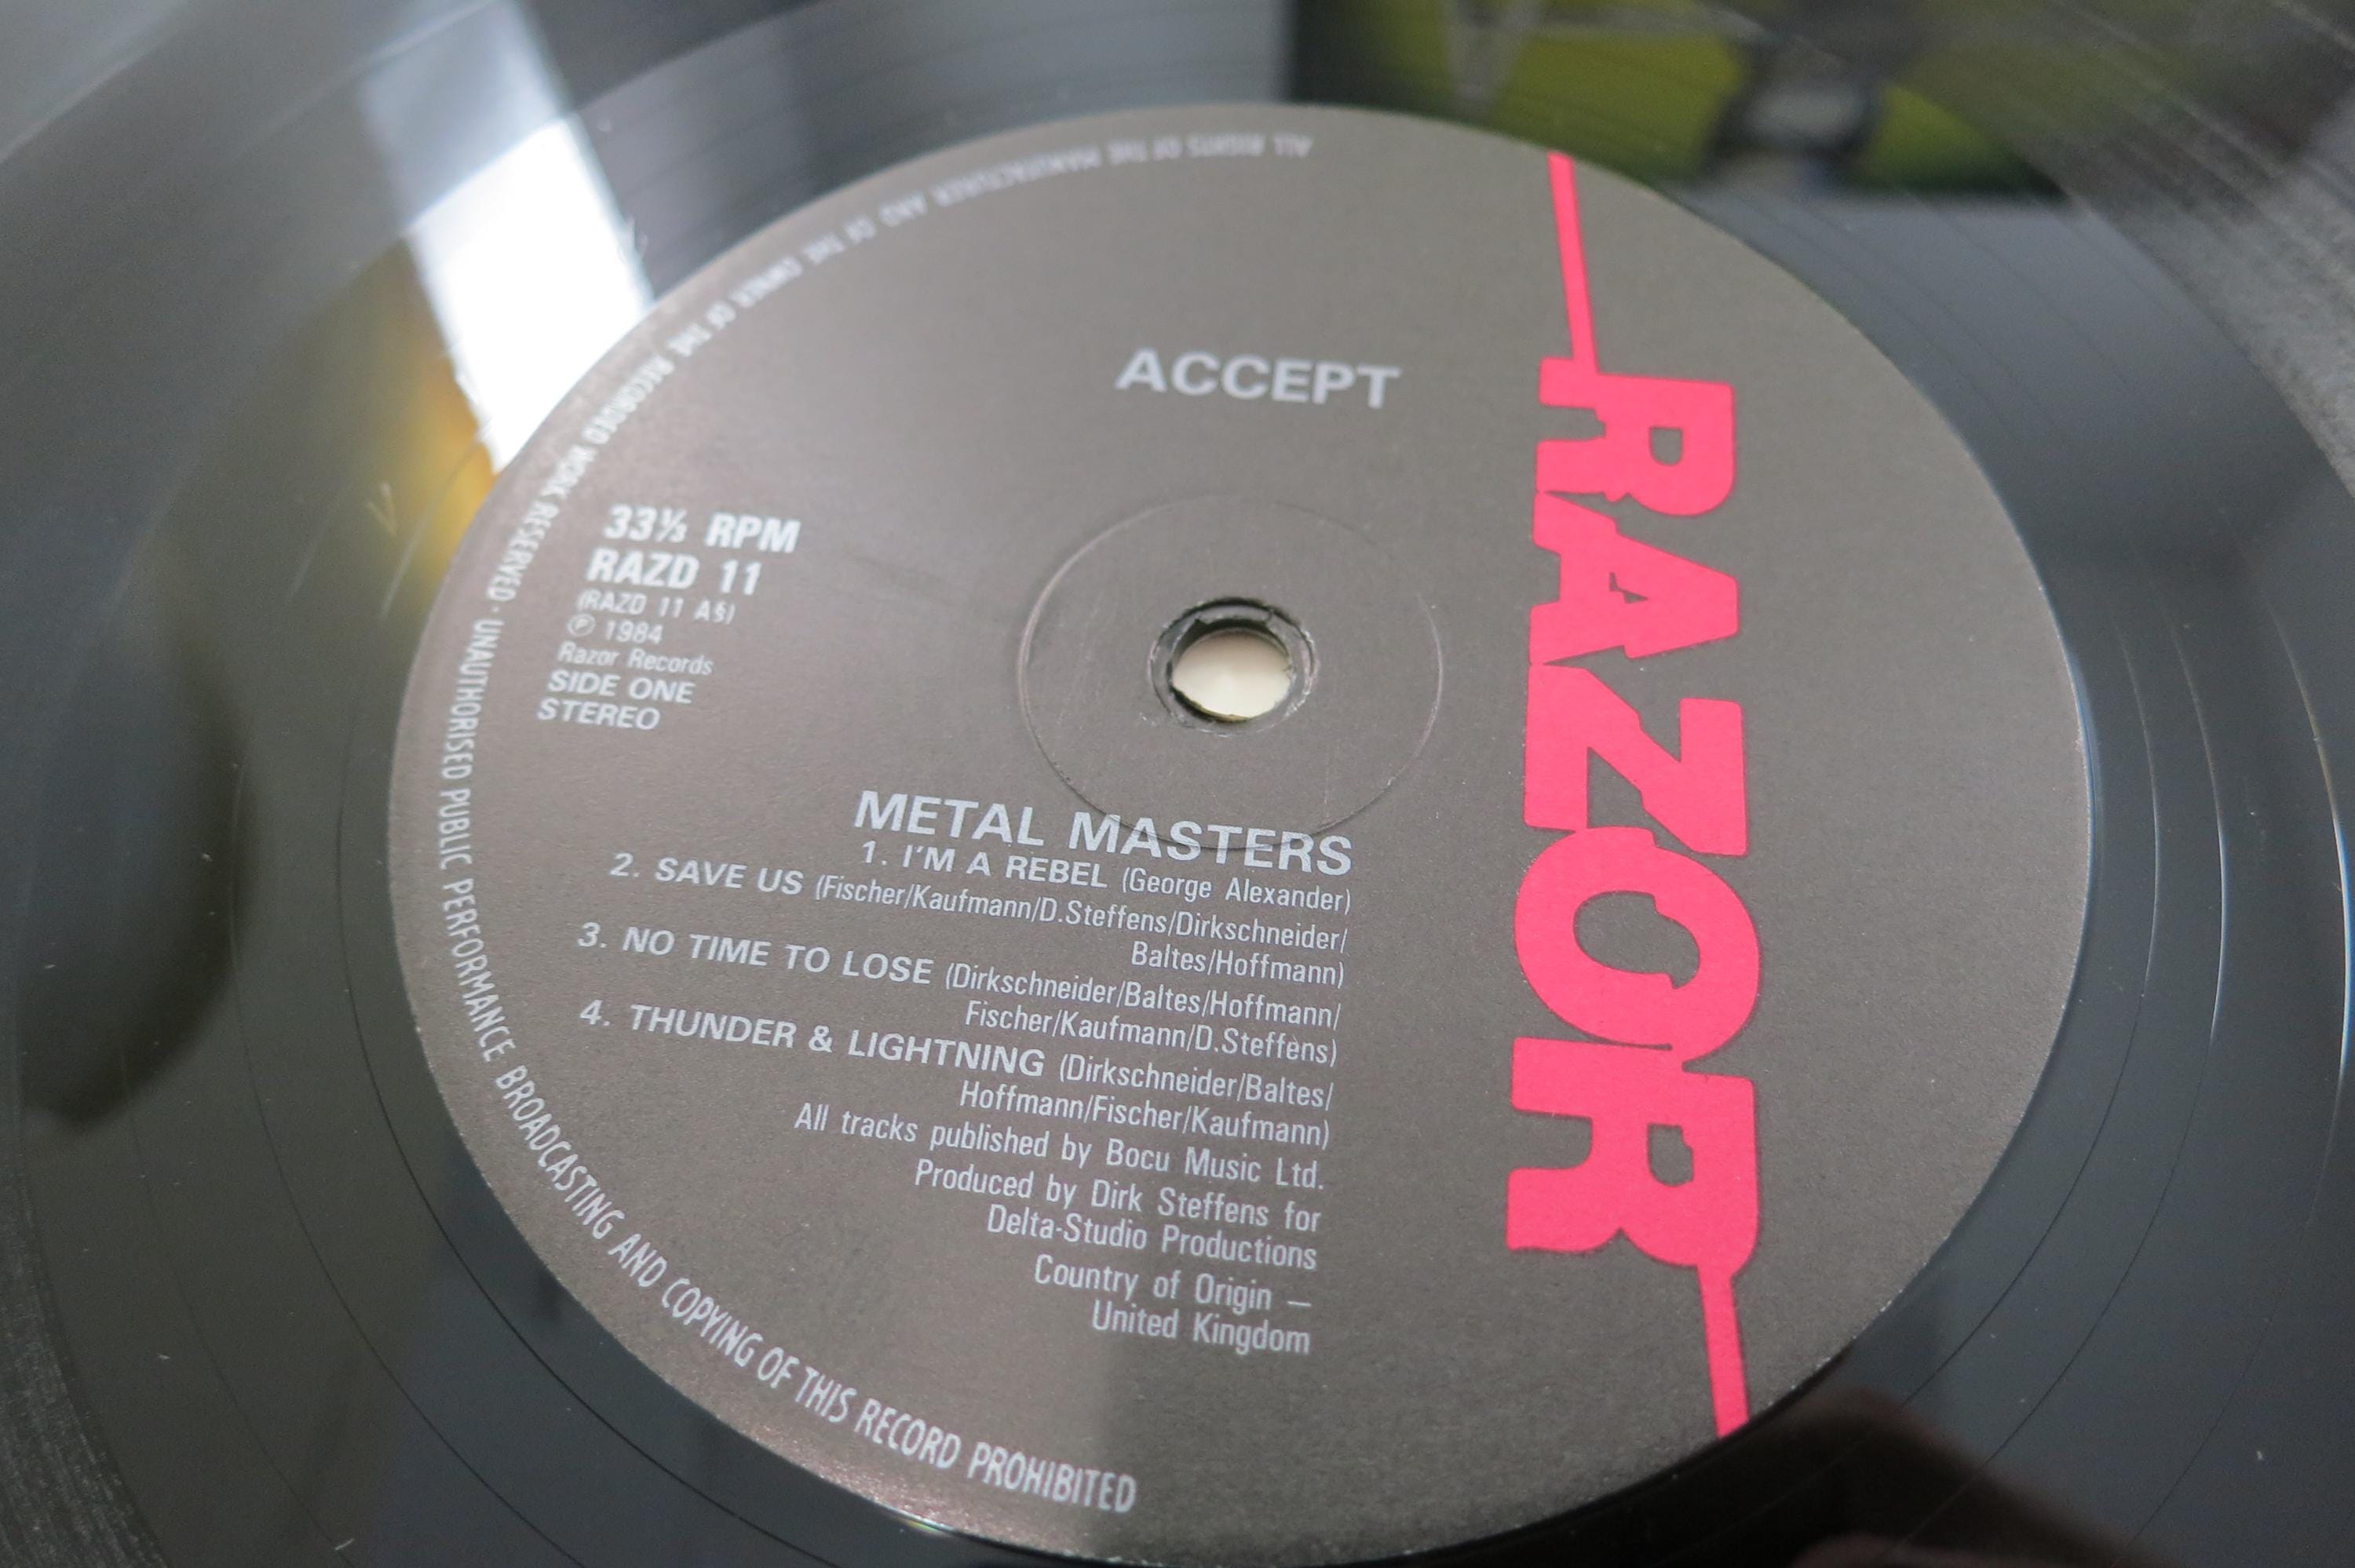 ALL RIGHTS OF THE MANUFACTURER AND OF THE OWNER OF THE RECORDED WORK RESERVED · UNAUTHORISED PUBLIC PERFORMANCE BROADCASTING AND COPYING OF THIS RECORD PROHIBITED
ACCEPT
RAZOR
33⅓ RPM
RAZD 11
(RAZD 11 A§)
℗ 1984
Razor Records
SIDE ONE
STEREO
METAL MASTERS
1. I'M A REBEL (George Alexander)
2. SAVE US (Fischer/Kaufmann/D.Steffens/Dirkschneider/
Baltes/Hoffmann)
3. NO TIME TO LOSE (Dirkschneider/Baltes/Hoffmann/
Fischer/Kaufmann/D.Steffens)
4. THUNDER & LIGHTNING (Dirkschneider/Baltes/
Hoffmann/Fischer/Kaufmann)
All tracks published by Bocu Music Ltd.
Produced by Dirk Steffens for
Delta-Studio Productions
Country of Origin —
United Kingdom